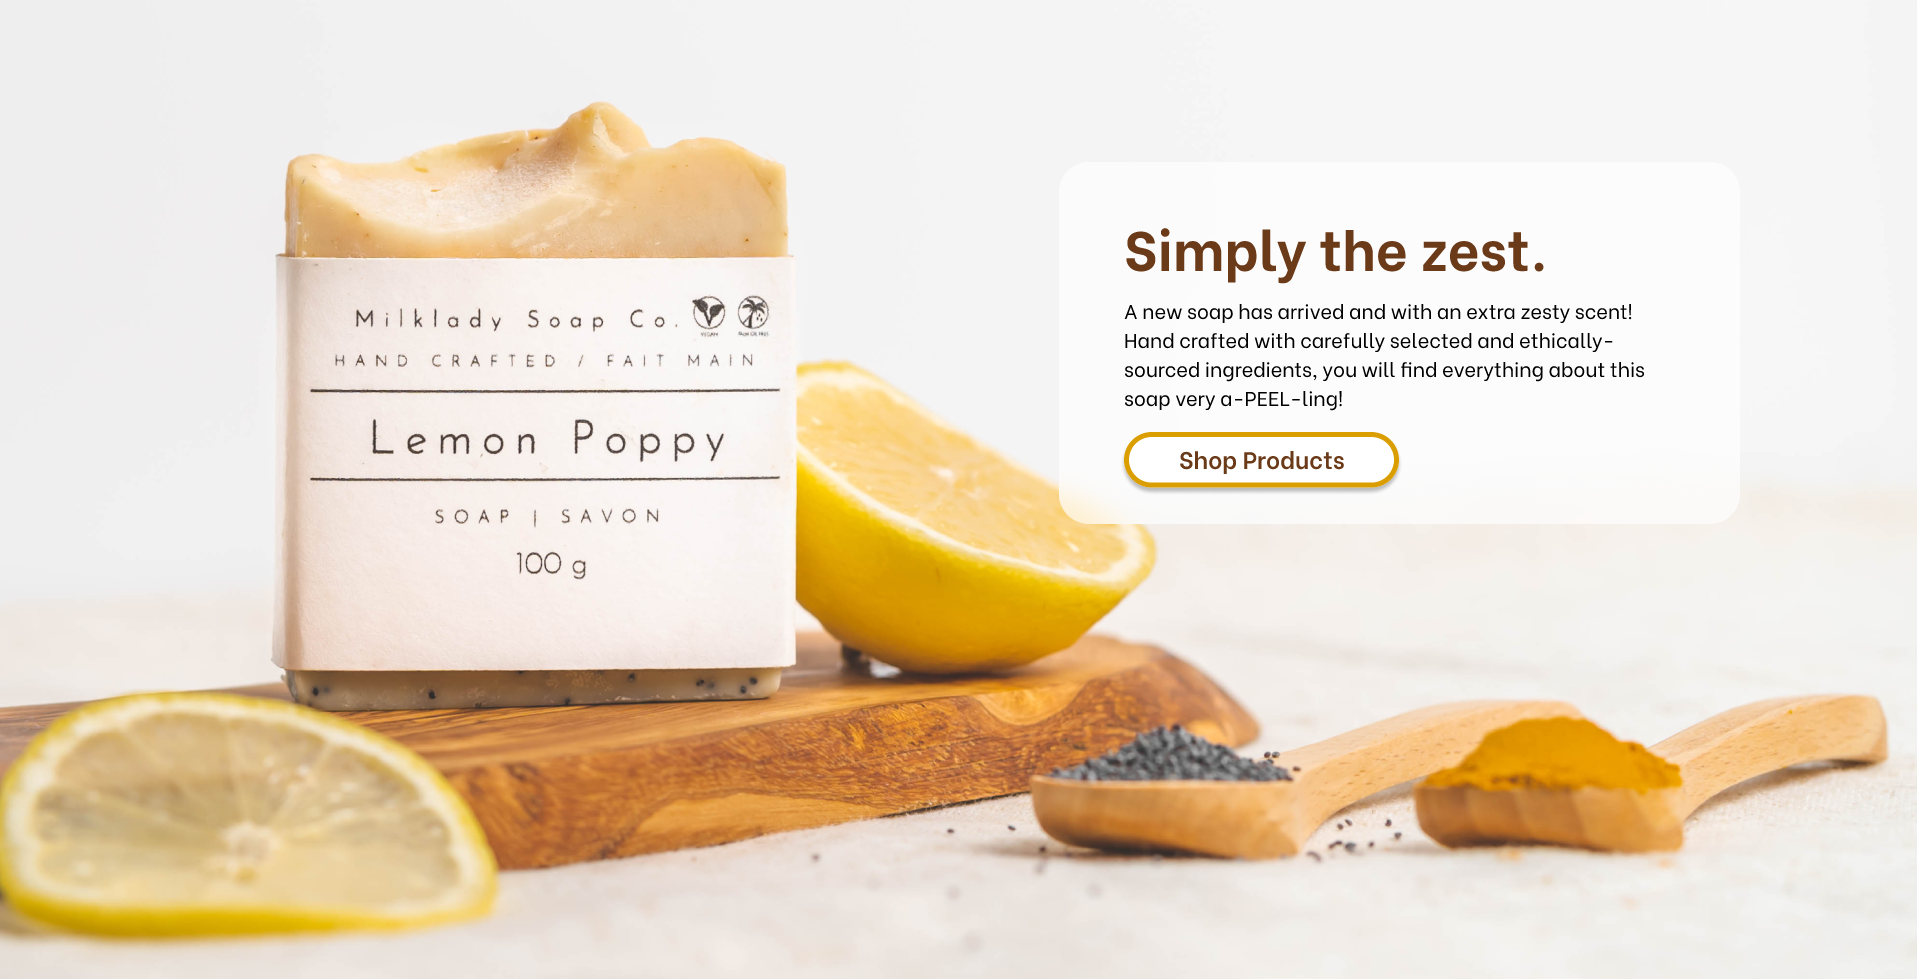 Milklady Soap Co.
VEGAN
PALM OIL FREE
HAND CRAFTED / FAIT MAIN
Lemon Poppy
SOAP | SAVON
100 g
Simply the zest.
A new soap has arrived and with an extra zesty scent!
Hand crafted with carefully selected and ethically-
sourced ingredients, you will find everything about this
soap very a-PEEL-ling!
Shop Products